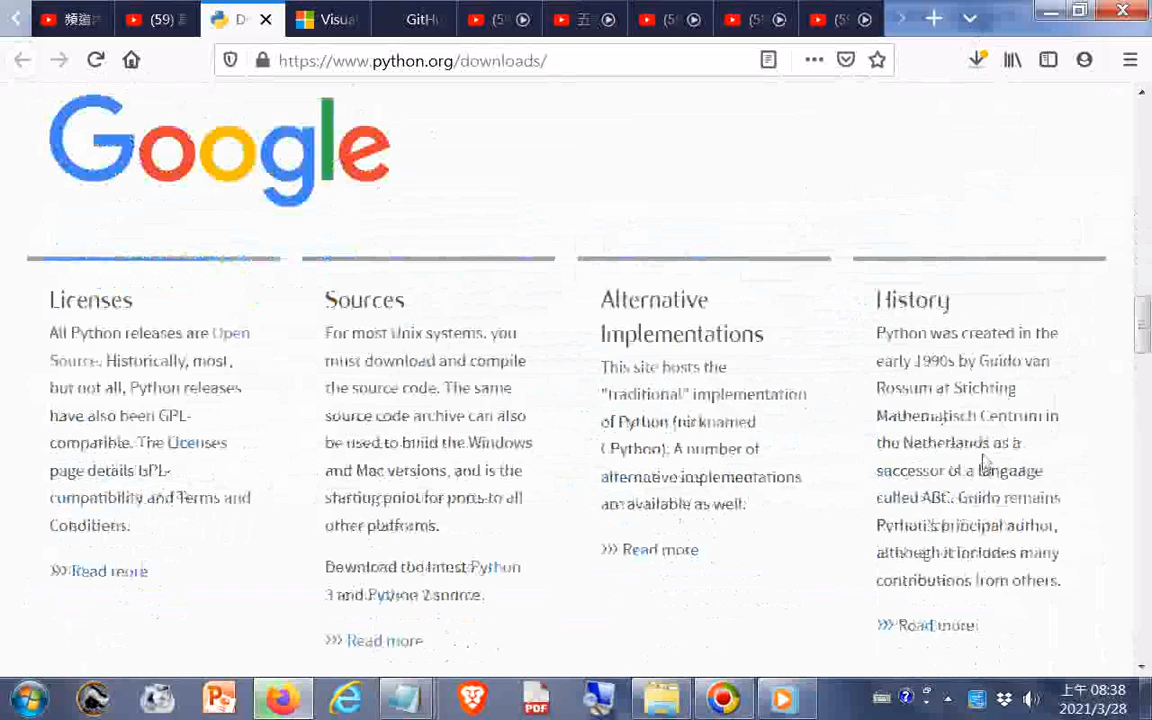 頻道
(59)
Visua
GitHu
五
https://www.python.org/downloads/
Google
Licenses
All Python releases are Open
Source. Historically, most,
but not all, Python releases
have also been GPL-
compatible. The Licenses
page details GPL-
compatibility and Terms and
Conditions.
>>> Read more
Sources
For most Unix systems, you
must download and compile
the source code. The same
source code archive can also
be used to build the Windows
and Mac versions, and is the
starting point for ports to all
other platforms.
Download the latest Python
3 and Python 2 source.
>>> Read more
Alternative
Implementations
This site hosts the
"traditional" implementation
of Python (nicknamed
CPython). A number of
alternative implementations
are available as well.
>>> Read more
History
Python was created in the
early 1990s by Guido van
Rossum at Stichting
Mathematisch Centrum in
the Netherlands as a
successor of a language
called ABC. Guido remains
Python's principal author,
although it includes many
contributions from others.
>>> Read more
PDF
上午 08:38
2021/3/28